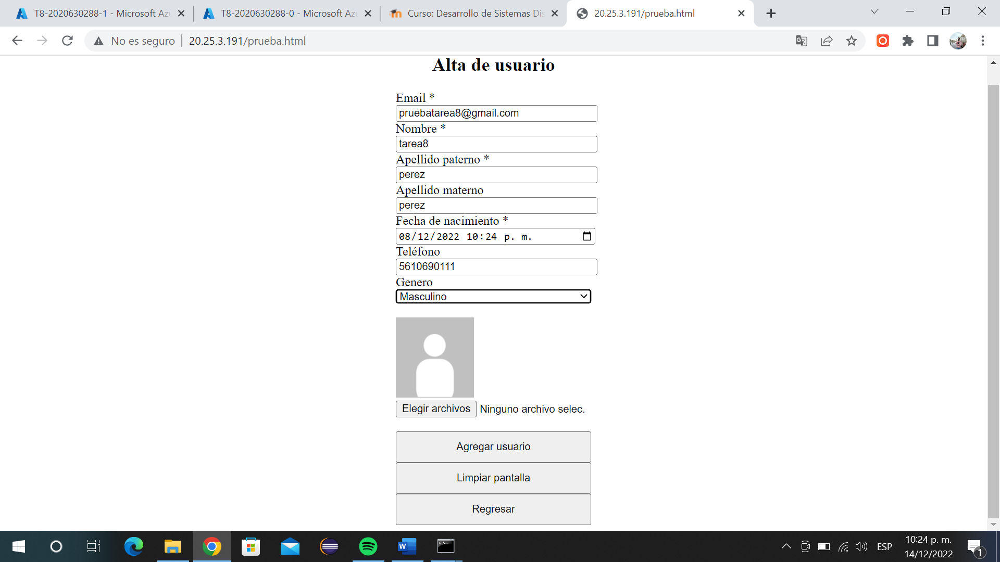 T8-2020630288-1 - Microsoft Azu
T8-2020630288-0 - Microsoft Azu
Curso: Desarrollo de Sistemas Dis
20.25.3.191/prueba.html
No es seguro
20.25.3.191/prueba.html
Alta de usuario
Email *
pruebatarea8@gmail.com
Nombre *
tarea8
Apellido paterno *
perez
Apellido materno
perez
Fecha de nacimiento *
08/12/2022 10:24 p. m.
Teléfono
5610690111
Genero
Masculino
Elegir archivos Ninguno archivo selec.
Agregar usuario
Limpiar pantalla
Regresar
ESP
10:24 p. m.
14/12/2022
1